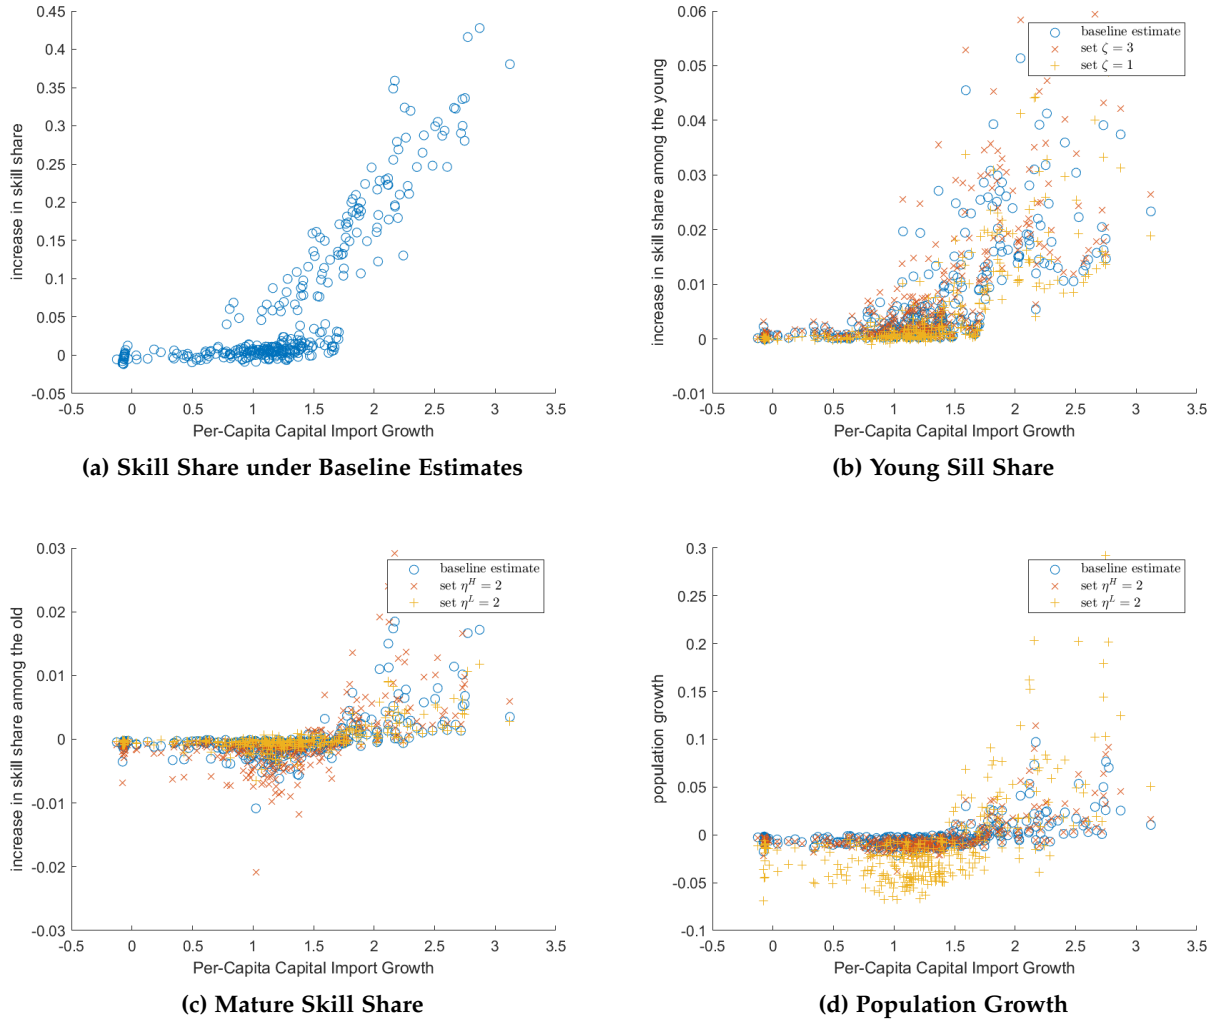 0.45
0.4
0.35
0.3
0.25
0.2
0.15
0.1
0.05
0
-0.05
increase in skill share
-0.5 0 0.5 1 1.5 2 2.5 3 3.5
Per-Capita Capital Import Growth
(a) Skill Share under Baseline Estimates
0.06
0.05
0.04
0.03
0.02
0.01
0
-0.01
increase in skill share among the young
baseline estimate
set ζ = 3
set ζ = 1
-0.5 0 0.5 1 1.5 2 2.5 3 3.5
Per-Capita Capital Import Growth
(b) Young Sill Share
0.03
0.02
0.01
0
-0.01
-0.02
-0.03
increase in skill share among the old
baseline estimate
set η^H = 2
set η^L = 2
-0.5 0 0.5 1 1.5 2 2.5 3 3.5
Per-Capita Capital Import Growth
(c) Mature Skill Share
0.3
0.25
0.2
0.15
0.1
0.05
0
-0.05
-0.1
population growth
baseline estimate
set η^H = 2
set η^L = 2
-0.5 0 0.5 1 1.5 2 2.5 3 3.5
Per-Capita Capital Import Growth
(d) Population Growth